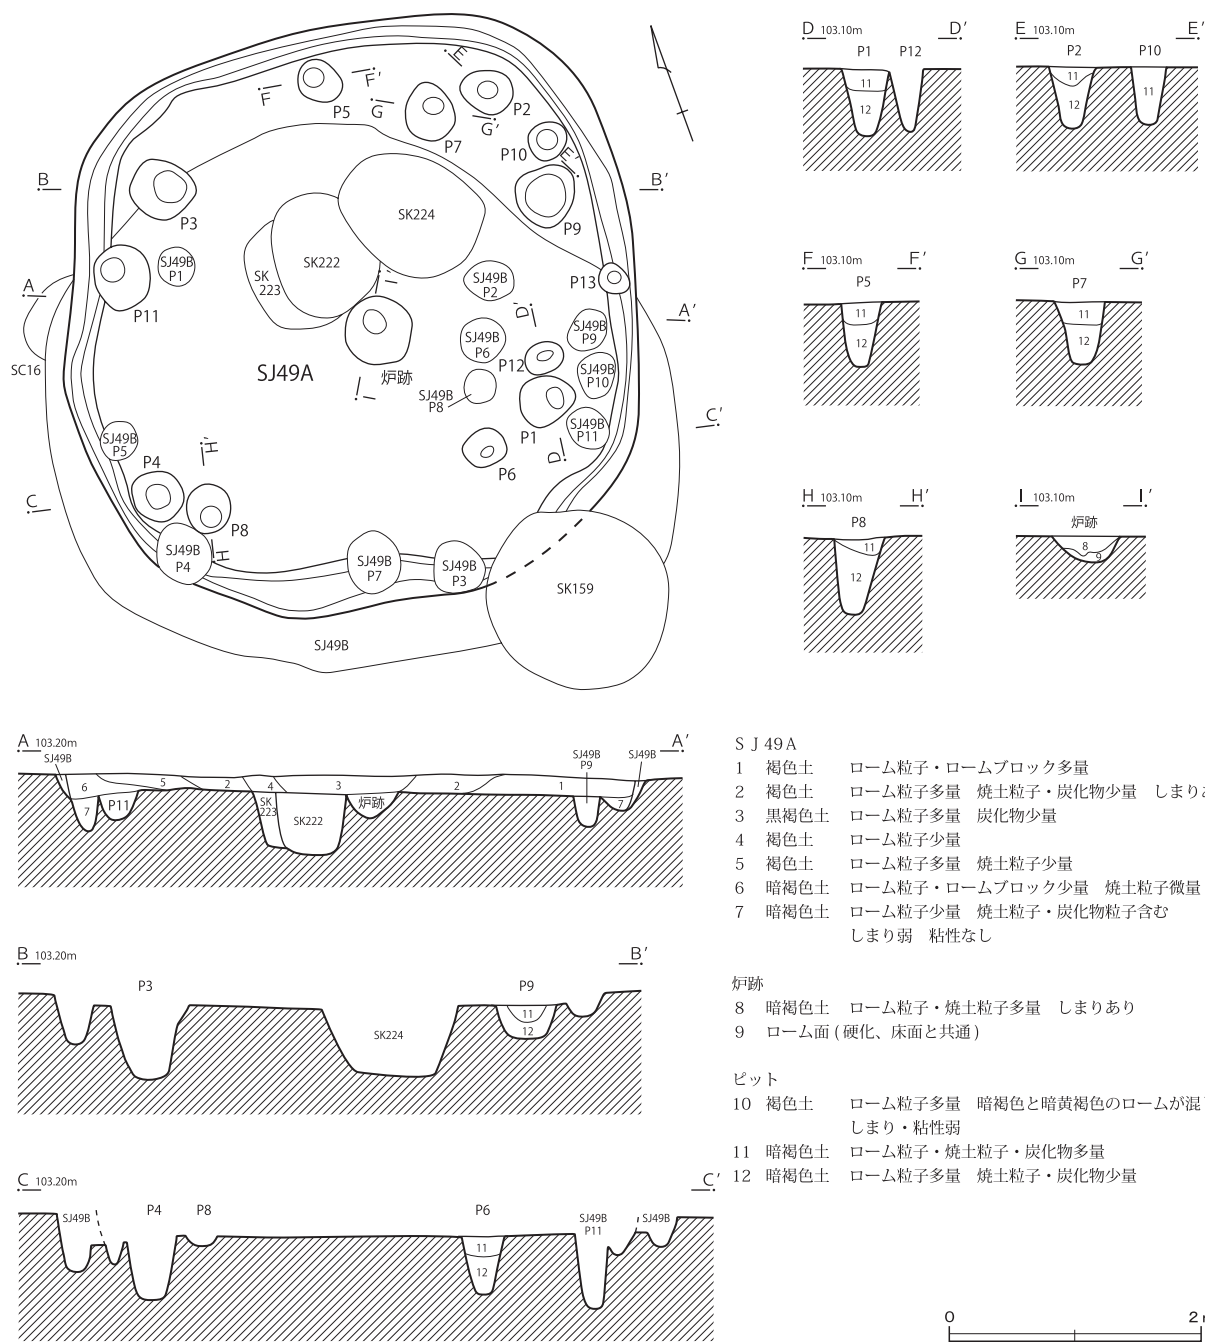 E
F'
F
P5
G
P7
P2
G'
P10
E'
P9
B
B'
P3
SK224
SK222
SK
223
SJ49B
P1
P11
I'
SJ49B
P2
P13
A
A'
SC16
D'
SJ49B
P9
SJ49B
P6
P12
SJ49A
炉跡
SJ49B
P10
SJ49B
P8
I
P1
SJ49B
P11
C'
SJ49B
P5
H'
P4
P6
D
C
P8
SJ49B
P4
H
SJ49B
P7
SJ49B
P3
SK159
SJ49B
D 103.10m D'
P1 P12
11
12
E 103.10m E'
P2 P10
11
12
11
F 103.10m F'
P5
11
12
G 103.10m G'
P7
11
12
H 103.10m H'
P8
11
12
I 103.10m I'
炉跡
8
9
A 103.20m A'
SJ49B
SJ49B
P9
SJ49B
6 5 2 4 3 2 1
7 P11
SK
223
SK222
炉跡
7
B 103.20m B'
P3 P9
SK224
11
12
C 103.20m C'
SJ49B P4 P8 P6
SJ49B
P11
SJ49B
11
12
SJ49A
1 褐色土 ローム粒子・ロームブロック多量
2 褐色土 ローム粒子多量 焼土粒子・炭化物少量 しまり
3 黒褐色土 ローム粒子多量 炭化物少量
4 褐色土 ローム粒子少量
5 褐色土 ローム粒子多量 焼土粒子少量
6 暗褐色土 ローム粒子・ロームブロック少量 焼土粒子微量
7 暗褐色土 ローム粒子少量 焼土粒子・炭化物粒子含む
しまり弱 粘性なし
炉跡
8 暗褐色土 ローム粒子・焼土粒子多量 しまりあり
9 ローム面(硬化、床面と共通)
ピット
10 褐色土 ローム粒子多量 暗褐色と暗黄褐色のロームが混
しまり・粘性弱
11 暗褐色土 ローム粒子・焼土粒子・炭化物多量
12 暗褐色土 ローム粒子多量 焼土粒子・炭化物少量
0 2